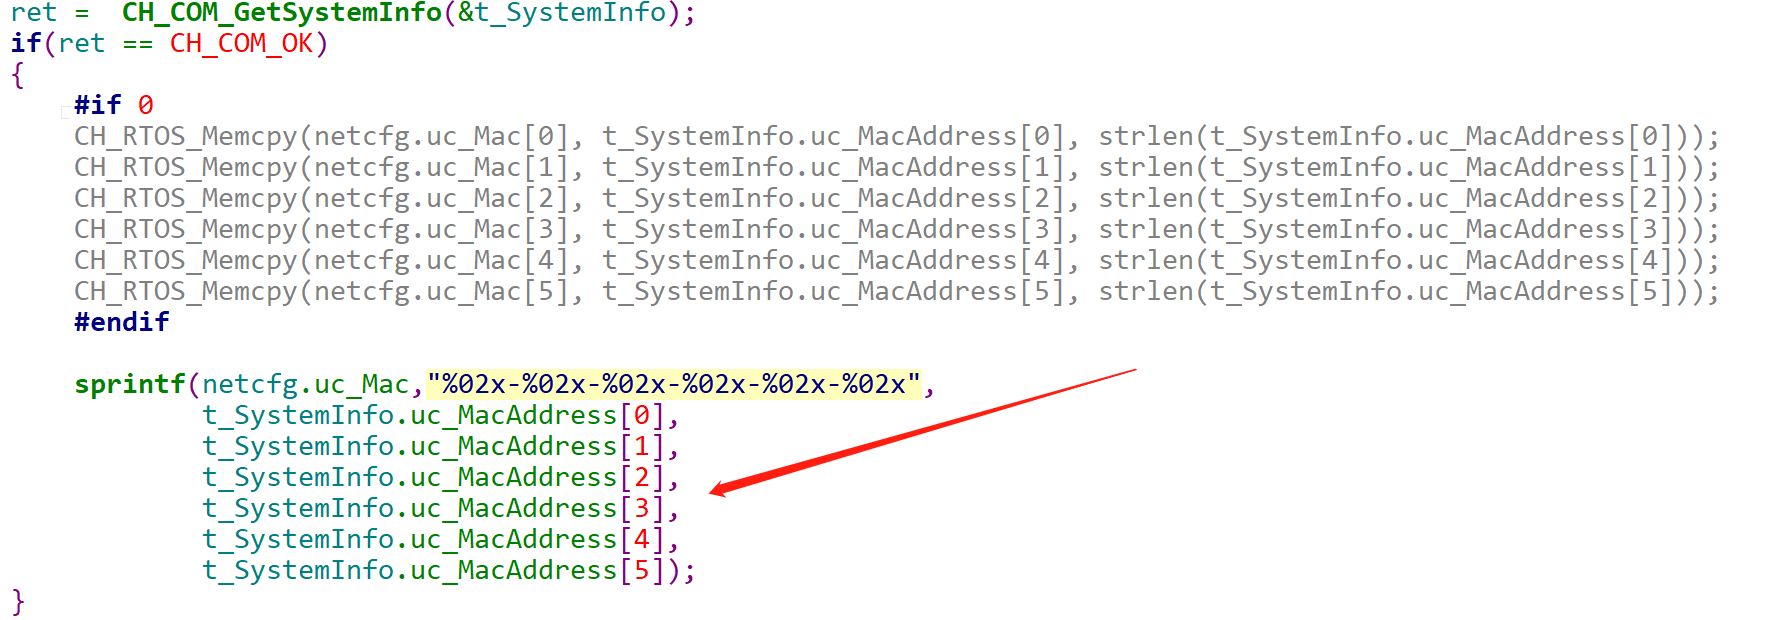 ret =  CH_COM_GetSystemInfo(&t_SystemInfo);
if(ret == CH_COM_OK)
{
    #if 0
    CH_RTOS_Memcpy(netcfg.uc_Mac[0], t_SystemInfo.uc_MacAddress[0], strlen(t_SystemInfo.uc_MacAddress[0]));
    CH_RTOS_Memcpy(netcfg.uc_Mac[1], t_SystemInfo.uc_MacAddress[1], strlen(t_SystemInfo.uc_MacAddress[1]));
    CH_RTOS_Memcpy(netcfg.uc_Mac[2], t_SystemInfo.uc_MacAddress[2], strlen(t_SystemInfo.uc_MacAddress[2]));
    CH_RTOS_Memcpy(netcfg.uc_Mac[3], t_SystemInfo.uc_MacAddress[3], strlen(t_SystemInfo.uc_MacAddress[3]));
    CH_RTOS_Memcpy(netcfg.uc_Mac[4], t_SystemInfo.uc_MacAddress[4], strlen(t_SystemInfo.uc_MacAddress[4]));
    CH_RTOS_Memcpy(netcfg.uc_Mac[5], t_SystemInfo.uc_MacAddress[5], strlen(t_SystemInfo.uc_MacAddress[5]));
    #endif

    sprintf(netcfg.uc_Mac,"%02x-%02x-%02x-%02x-%02x-%02x",
            t_SystemInfo.uc_MacAddress[0],
            t_SystemInfo.uc_MacAddress[1],
            t_SystemInfo.uc_MacAddress[2],
            t_SystemInfo.uc_MacAddress[3],
            t_SystemInfo.uc_MacAddress[4],
            t_SystemInfo.uc_MacAddress[5]);
}